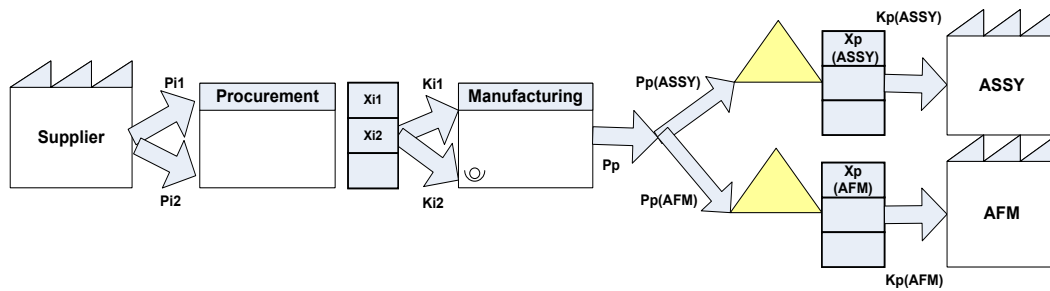 Supplier
Pi1
Pi2
Procurement
Xi1
Xi2
Ki1
Ki2
Manufacturing
Pp
Pp(ASSY)
Pp(AFM)
Xp
(ASSY)
Xp
(AFM)
Kp(ASSY)
Kp(AFM)
ASSY
AFM